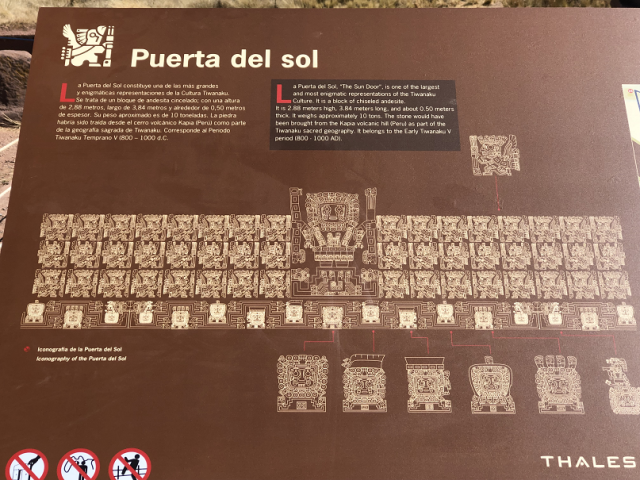 Puerta del sol
La Puerta del Sol constituye una de las más grandes
y enigmáticas representaciones de la Cultura Tiwanaku.
Se trata de un bloque de andesita cincelado; con una altura
de 2,88 metros, largo de 3,84 metros y alrededor de 0,50 metros
de espesor. Su peso aproximado es de 10 toneladas. La piedra
habría sido traída desde el cerro volcánico Kapia (Perú) como parte
de la geografía sagrada de Tiwanaku. Corresponde al Periodo
Tiwanaku Temprano V (800 – 1000 d.C.
La Puerta del Sol, "The Sun Door", is one of the largest
and most enigmatic representations of the Tiwanaku
Culture. It is a block of chiseled andesite.
It is 2.88 meters high, 3.84 meters long, and about 0.50 meters
thick. It weighs approximately 10 tons. The stone would have
been brought from the Kapia volcanic hill (Peru) as part of the
Tiwanaku sacred geography. It belongs to the Early Tiwanaku V
period (800 - 1000 AD).
Iconografía de la Puerta del Sol
Iconography of the Puerta del Sol
THALES